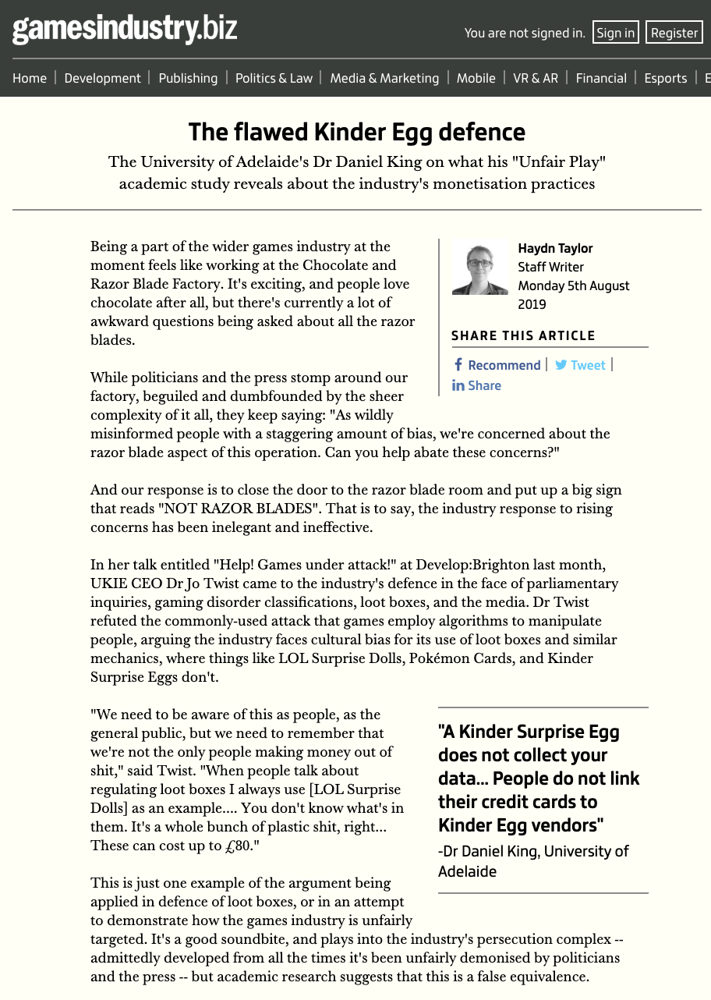 gamesindustry.biz
You are not signed in. Sign in Register
Home Development Publishing Politics & Law Media & Marketing Mobile VR & AR Financial Esports E
The flawed Kinder Egg defence
The University of Adelaide's Dr Daniel King on what his "Unfair Play"
academic study reveals about the industry's monetisation practices
Being a part of the wider games industry at the
moment feels like working at the Chocolate and
Razor Blade Factory. It's exciting, and people love
chocolate after all, but there's currently a lot of
awkward questions being asked about all the razor
blades.
Haydn Taylor
Staff Writer
Monday 5th August
2019
SHARE THIS ARTICLE
Recommend Tweet
Share
While politicians and the press stomp around our
factory, beguiled and dumbfounded by the sheer
complexity of it all, they keep saying: "As wildly
misinformed people with a staggering amount of bias, we're concerned about the
razor blade aspect of this operation. Can you help abate these concerns?"
And our response is to close the door to the razor blade room and put up a big sign
that reads "NOT RAZOR BLADES". That is to say, the industry response to rising
concerns has been inelegant and ineffective.
In her talk entitled "Help! Games under attack!" at Develop:Brighton last month,
UKIE CEO Dr Jo Twist came to the industry's defence in the face of parliamentary
inquiries, gaming disorder classifications, loot boxes, and the media. Dr Twist
refuted the commonly-used attack that games employ algorithms to manipulate
people, arguing the industry faces cultural bias for its use of loot boxes and similar
mechanics, where things like LOL Surprise Dolls, Pokémon Cards, and Kinder
Surprise Eggs don't.
"We need to be aware of this as people, as the
general public, but we need to remember that
we're not the only people making money out of
shit," said Twist. "When people talk about
regulating loot boxes I always use [LOL Surprise
Dolls] as an example.... You don't know what's in
them. It's a whole bunch of plastic shit, right...
These can cost up to £80."
"A Kinder Surprise Egg
does not collect your
data... People do not link
their credit cards to
Kinder Egg vendors"
-Dr Daniel King, University of
Adelaide
This is just one example of the argument being
applied in defence of loot boxes, or in an attempt
to demonstrate how the games industry is unfairly
targeted. It's a good soundbite, and plays into the industry's persecution complex --
admittedly developed from all the times it's been unfairly demonised by politicians
and the press -- but academic research suggests that this is a false equivalence.